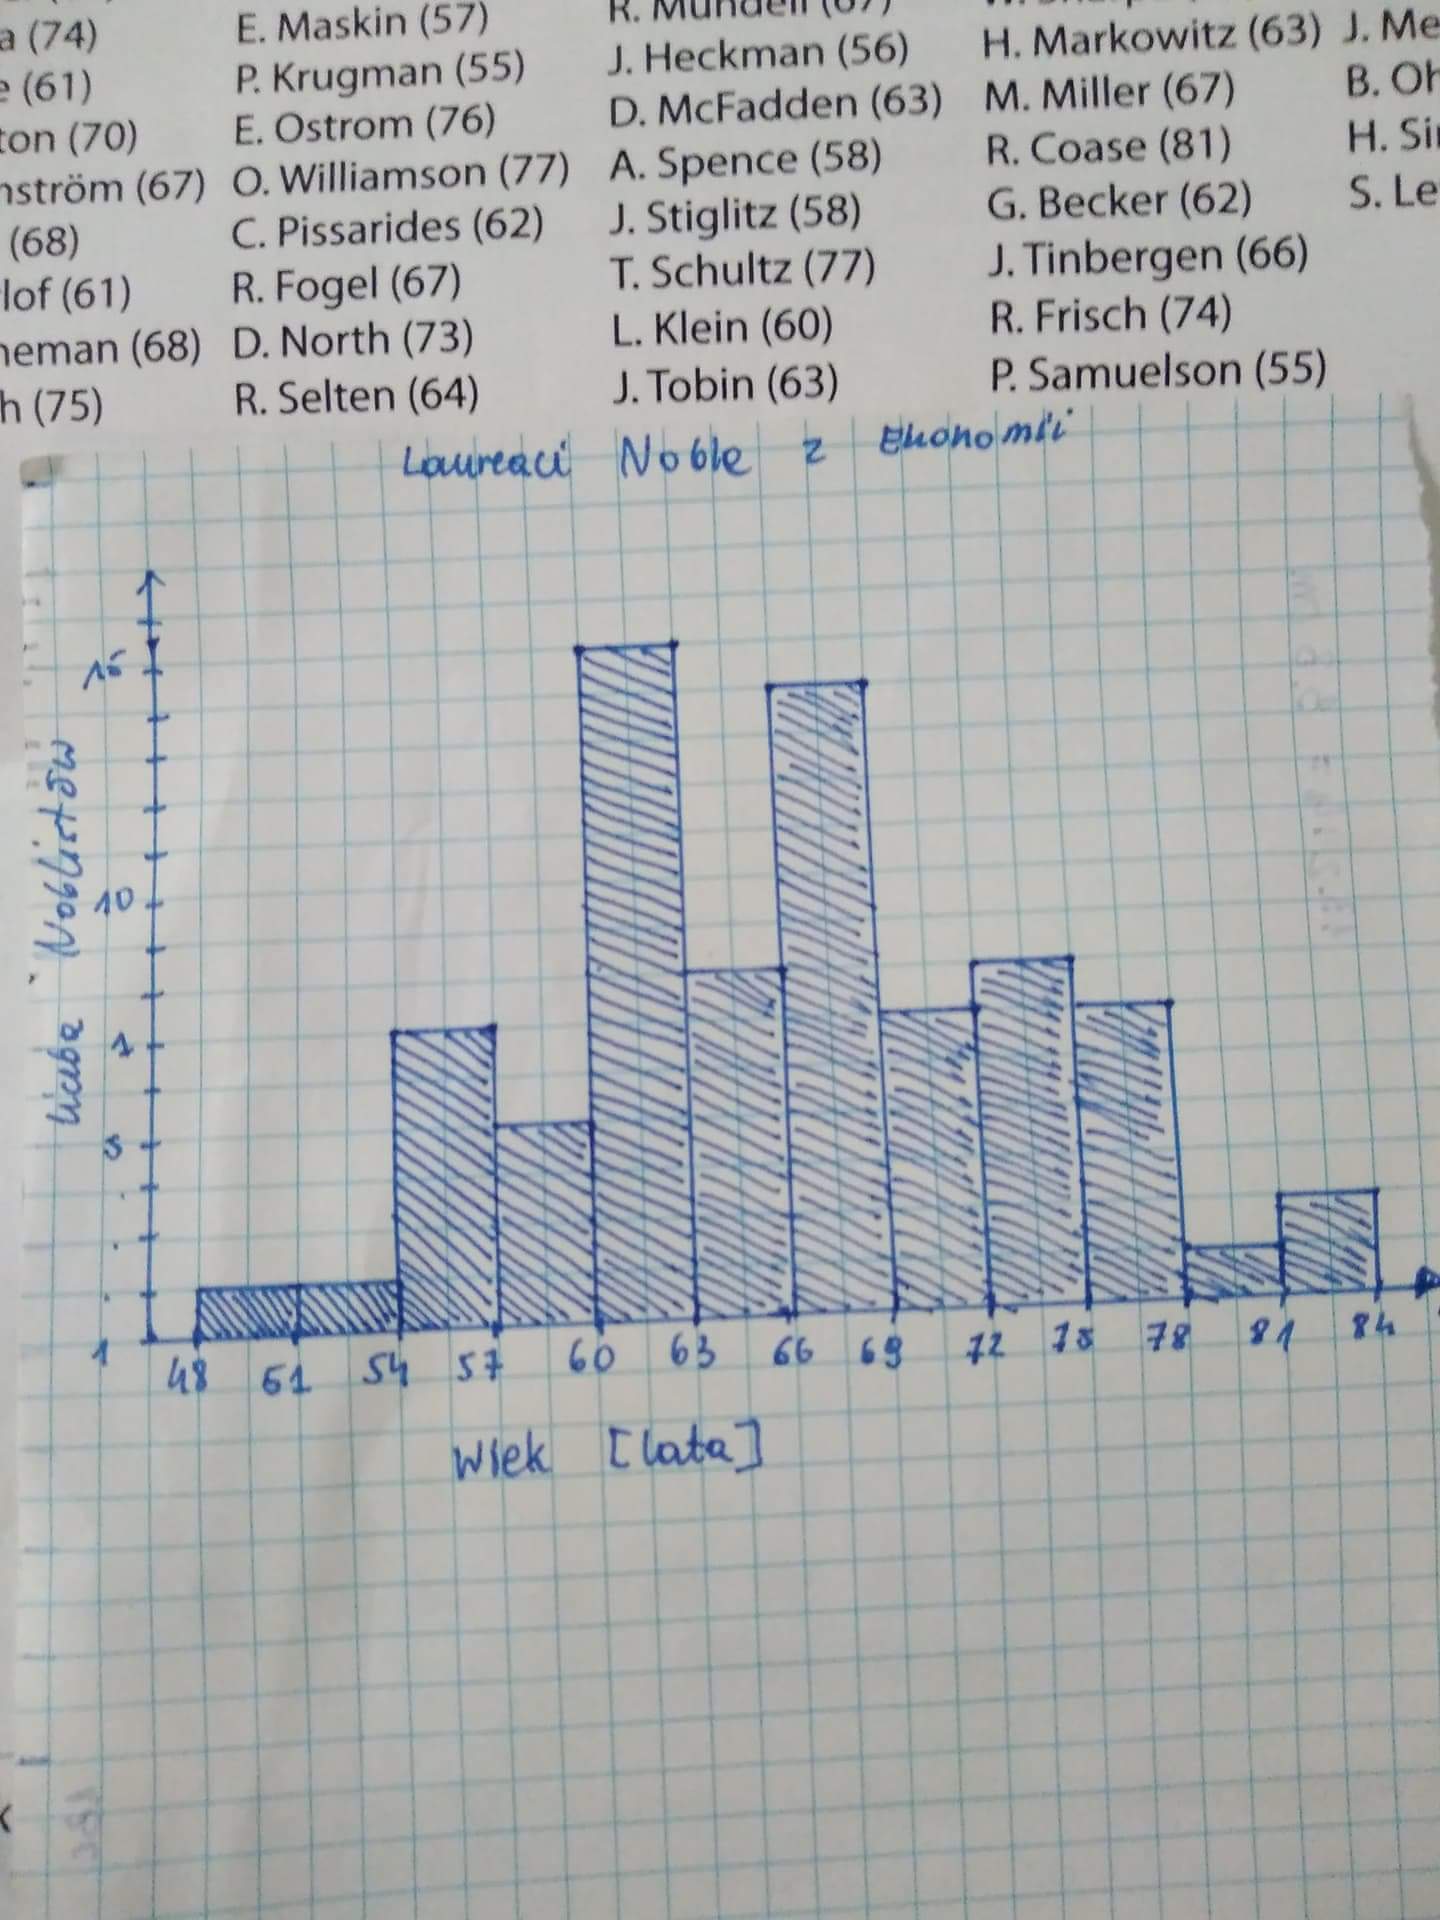 a (74)
e (61)
ton (70)
nström (67)
(68)
lof (61)
neman (68)
h (75)
E. Maskin (57)
P. Krugman (55)
E. Ostrom (76)
O. Williamson (77)
C. Pissarides (62)
R. Fogel (67)
D. North (73)
R. Selten (64)
R. Mundell (67)
J. Heckman (56)
D. McFadden (63)
A. Spence (58)
J. Stiglitz (58)
T. Schultz (77)
L. Klein (60)
J. Tobin (63)
H. Markowitz (63)
M. Miller (67)
R. Coase (81)
G. Becker (62)
J. Tinbergen (66)
R. Frisch (74)
P. Samuelson (55)
J. Me
B. Oh
H. Sir
S. Le
Laureaci Noble z Ekonomii
Liczba Noblistów
15
10
7
5
1
48 51 54 57 60 63 66 69 72 75 78 81 84
Wiek [lata]